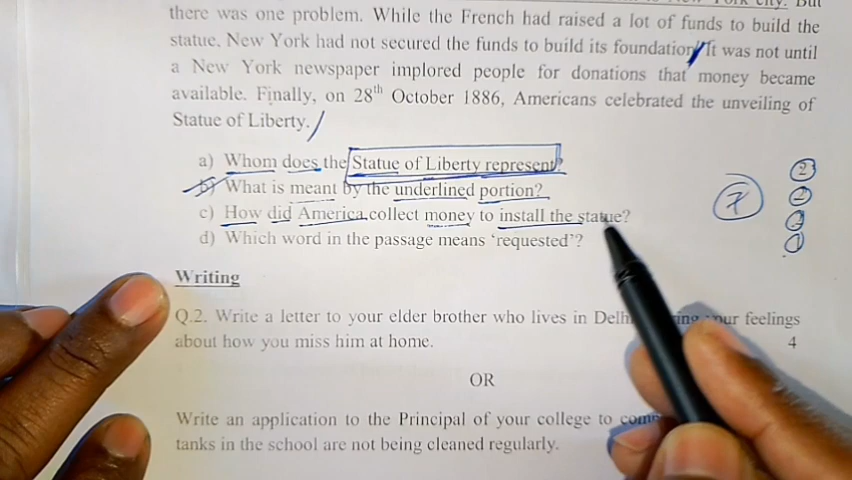 York city. But
there was one problem. While the French had raised a lot of funds to build the
statue. New York had not secured the funds to build its foundation. It was not until
a New York newspaper implored people for donations that money became
available. Finally, on 28th October 1886, Americans celebrated the unveiling of
Statue of Liberty.
a) Whom does the Statue of Liberty represent?
b) What is meant by the underlined portion?
c) How did America collect money to install the statue?
d) Which word in the passage means 'requested'?
7
2
2
2
1
Writing
Q.2. Write a letter to your elder brother who lives in Delhi your feelings
about how you miss him at home. 4
OR
Write an application to the Principal of your college to
tanks in the school are not being cleaned regularly.